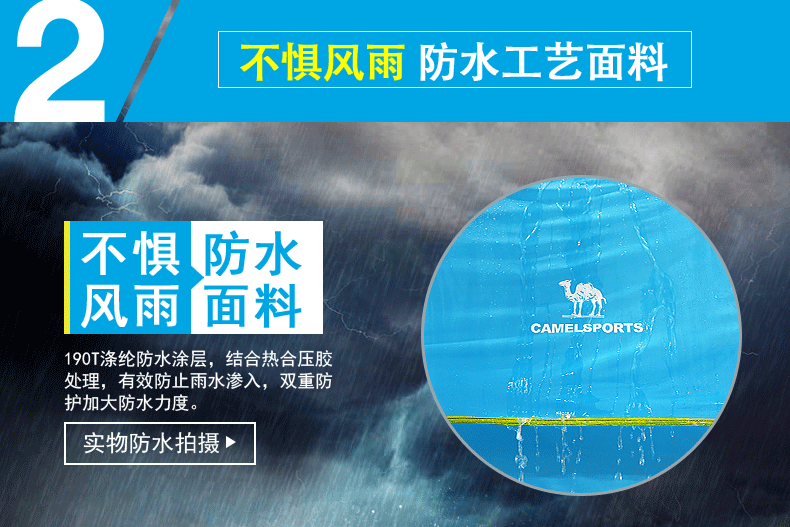 2
不惧风雨 防水工艺面料
不惧 防水
风雨 面料
190T涤纶防水涂层，结合热合压胶
处理，有效防止雨水渗入，双重防
护加大防水力度。
实物防水拍摄▶
CAMELSPORTS